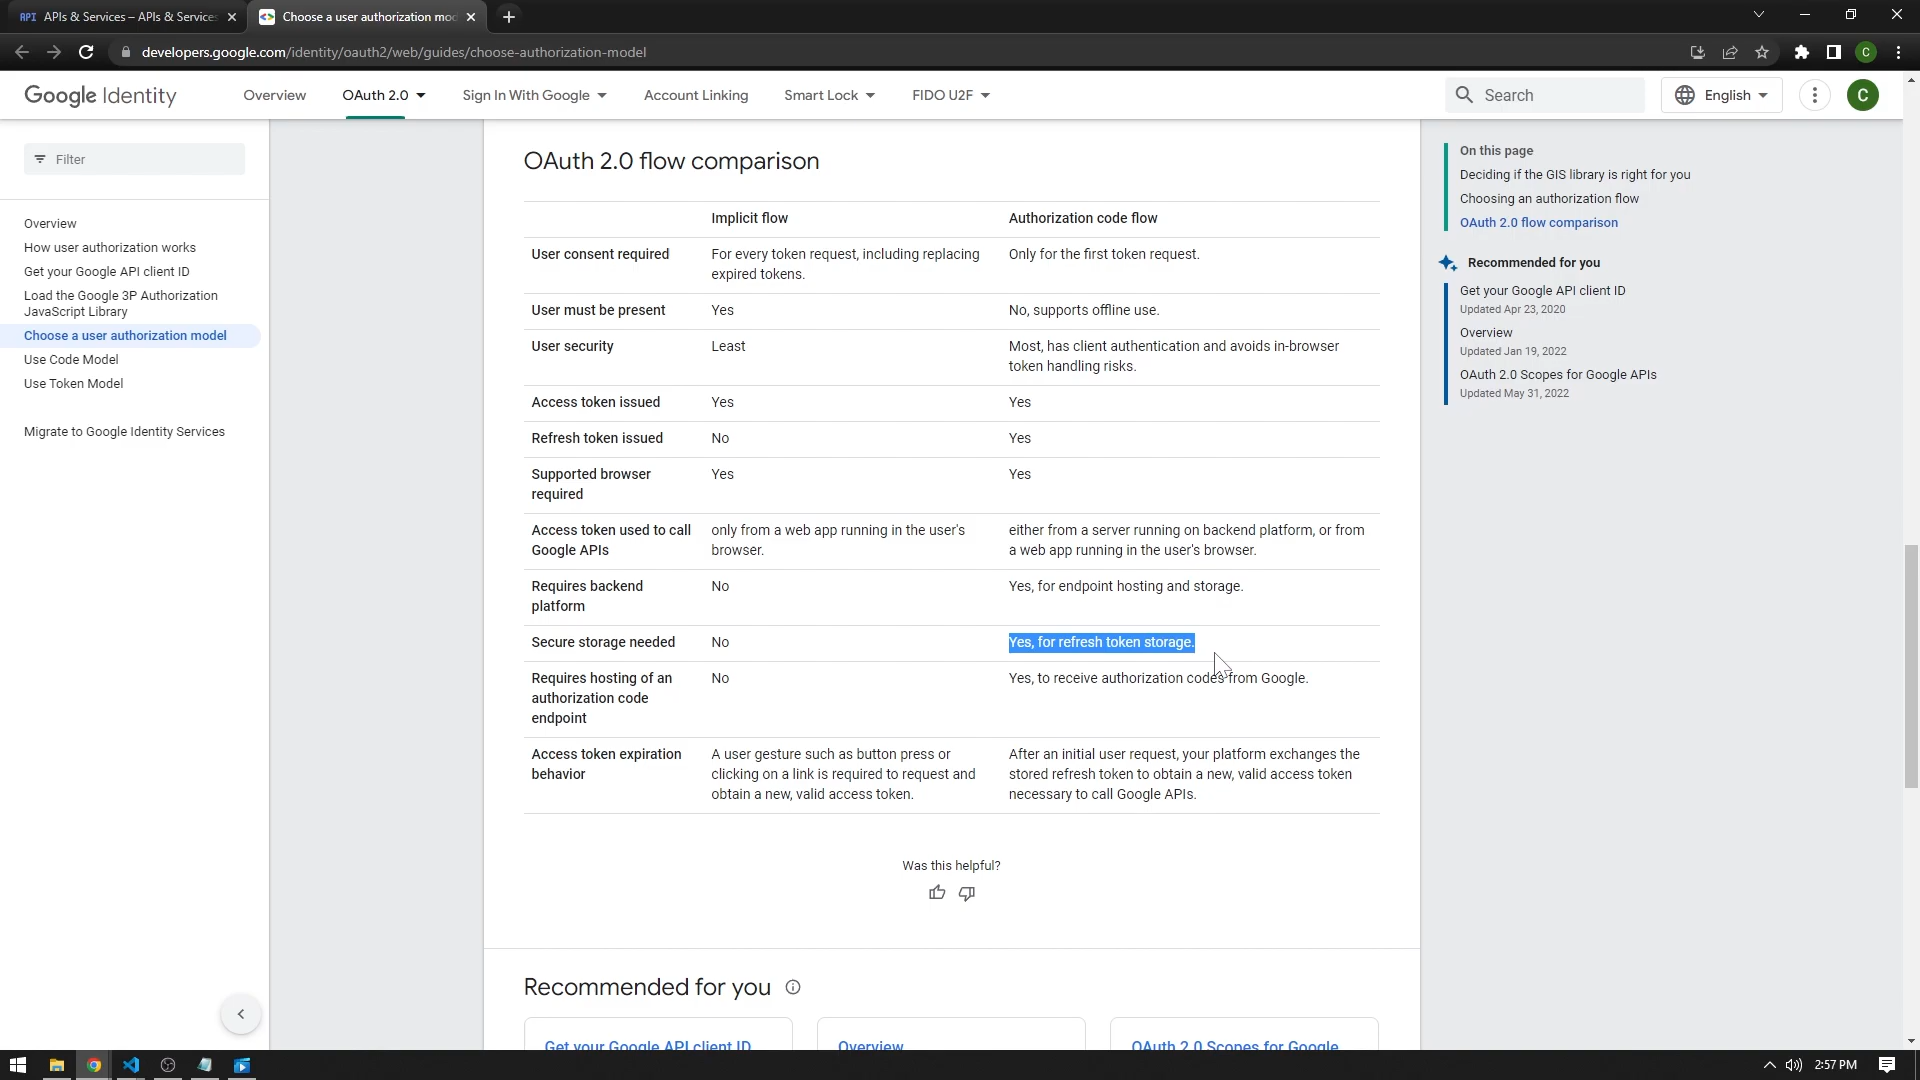 API APIs & Services – APIs & Services
Choose a user authorization mod
developers.google.com/identity/oauth2/web/guides/choose-authorization-model
C
Google Identity
Overview
OAuth 2.0
Sign In With Google
Account Linking
Smart Lock
FIDO U2F
Search
English
C
Filter
Overview
How user authorization works
Get your Google API client ID
Load the Google 3P Authorization
JavaScript Library
Choose a user authorization model
Use Code Model
Use Token Model
Migrate to Google Identity Services
OAuth 2.0 flow comparison
Implicit flow Authorization code flow
User consent required For every token request, including replacing Only for the first token request.
expired tokens.
User must be present Yes No, supports offline use.
User security Least Most, has client authentication and avoids in-browser
token handling risks.
Access token issued Yes Yes
Refresh token issued No Yes
Supported browser Yes Yes
required
Access token used to call only from a web app running in the user's either from a server running on backend platform, or from
Google APIs browser. a web app running in the user's browser.
Requires backend No Yes, for endpoint hosting and storage.
platform
Secure storage needed No Yes, for refresh token storage.
Requires hosting of an No Yes, to receive authorization codes from Google.
authorization code
endpoint
Access token expiration A user gesture such as button press or After an initial user request, your platform exchanges the
behavior clicking on a link is required to request and stored refresh token to obtain a new, valid access token
obtain a new, valid access token. necessary to call Google APIs.
Was this helpful?
Recommended for you
Get your Google API client ID
Overview
OAuth 2.0 Scopes for Google
On this page
Deciding if the GIS library is right for you
Choosing an authorization flow
OAuth 2.0 flow comparison
Recommended for you
Get your Google API client ID
Updated Apr 23, 2020
Overview
Updated Jan 19, 2022
OAuth 2.0 Scopes for Google APIs
Updated May 31, 2022
2:57 PM